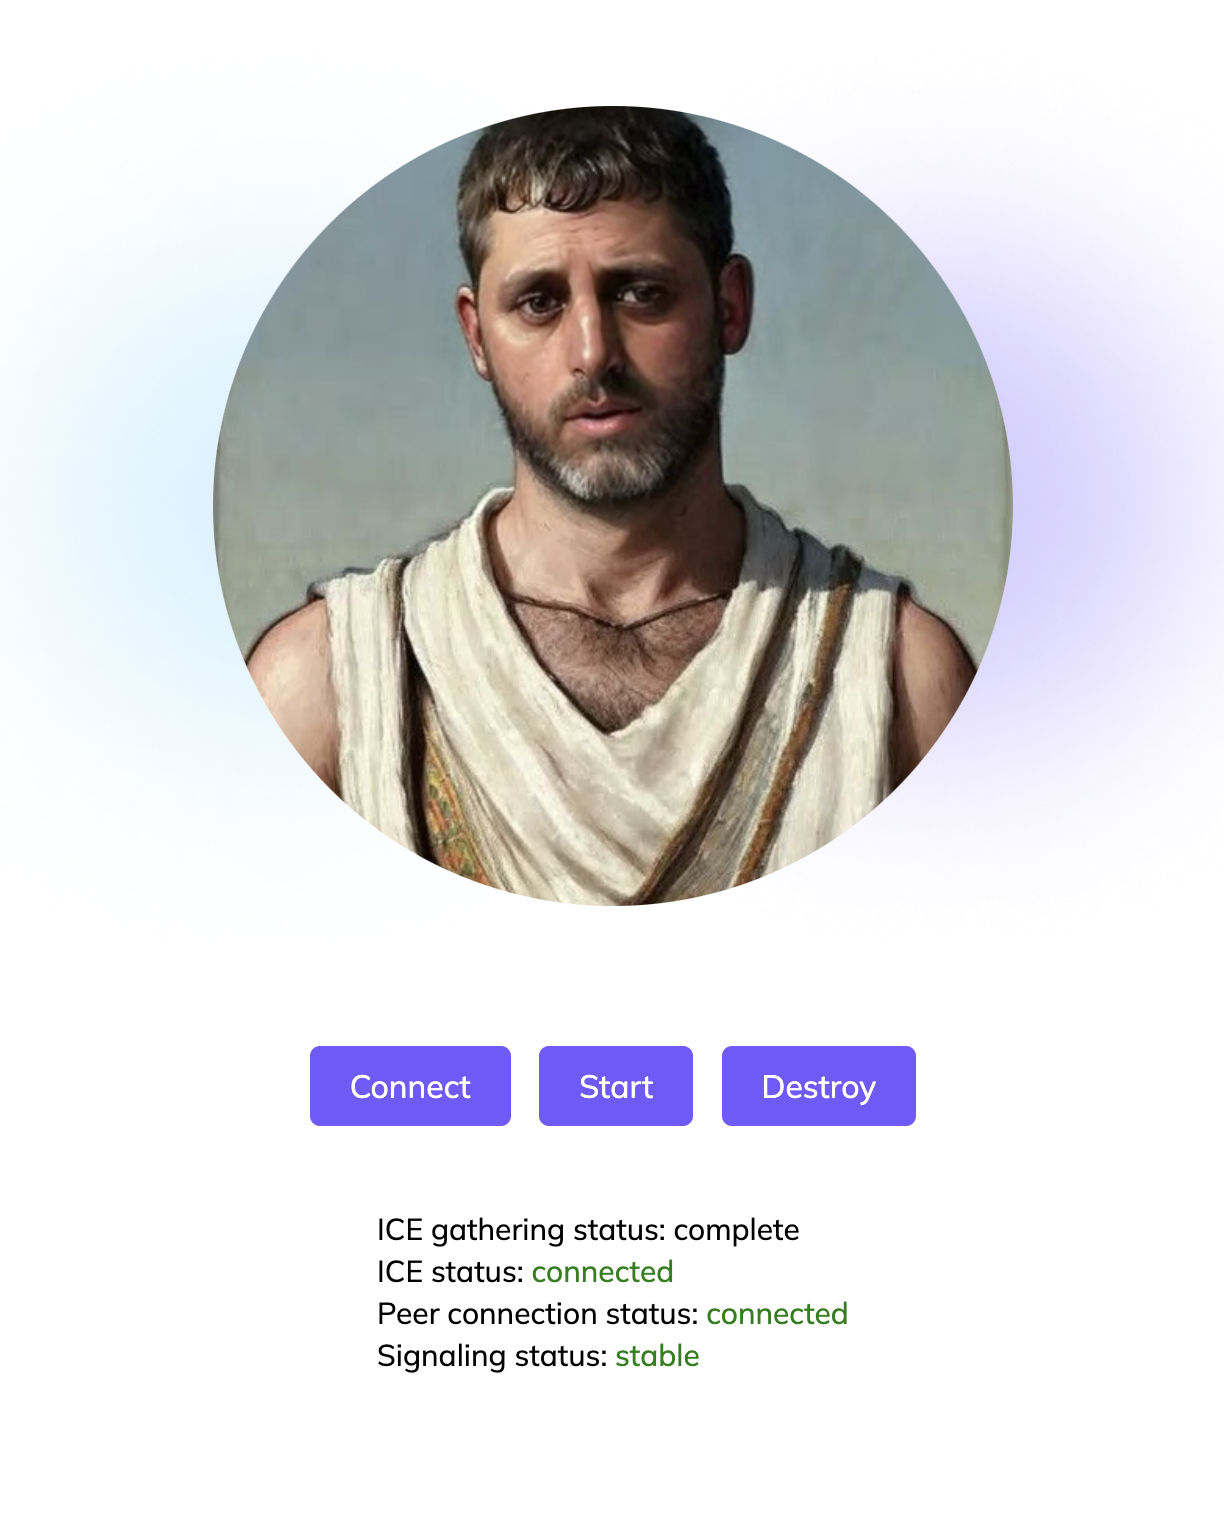 Connect Start Destroy
ICE gathering status: complete
ICE status: connected
Peer connection status: connected
Signaling status: stable